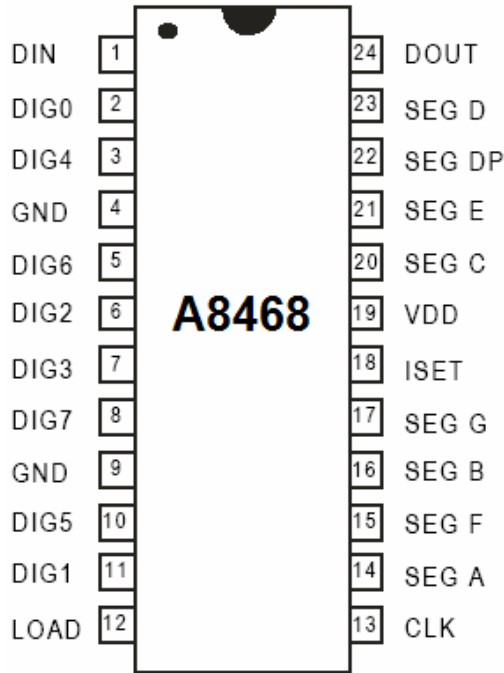 DIN 1 24 DOUT
DIG0 2 23 SEG D
DIG4 3 22 SEG DP
GND 4 21 SEG E
DIG6 5 20 SEG C
DIG2 6 A8468 19 VDD
DIG3 7 18 ISET
DIG7 8 17 SEG G
GND 9 16 SEG B
DIG5 10 15 SEG F
DIG1 11 14 SEG A
LOAD 12 13 CLK